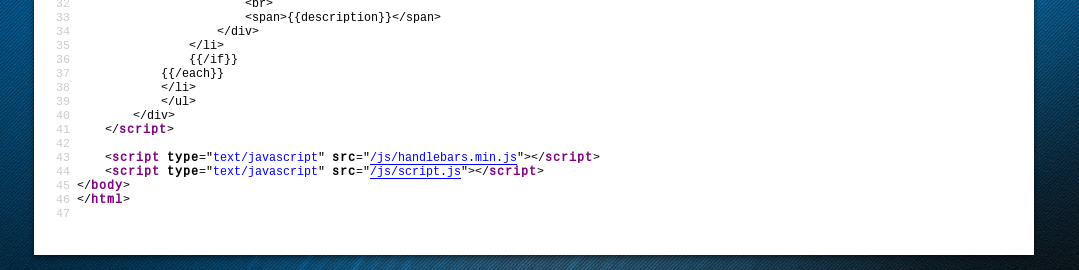 32 <br>
33 <span>{{description}}</span>
34 </div>
35 </li>
36 {{/if}}
37 {{/each}}
38 </li>
39 </ul>
40 </div>
41 </script>
42
43 <script type="text/javascript" src="/js/handlebars.min.js"></script>
44 <script type="text/javascript" src="/js/script.js"></script>
45 </body>
46 </html>
47